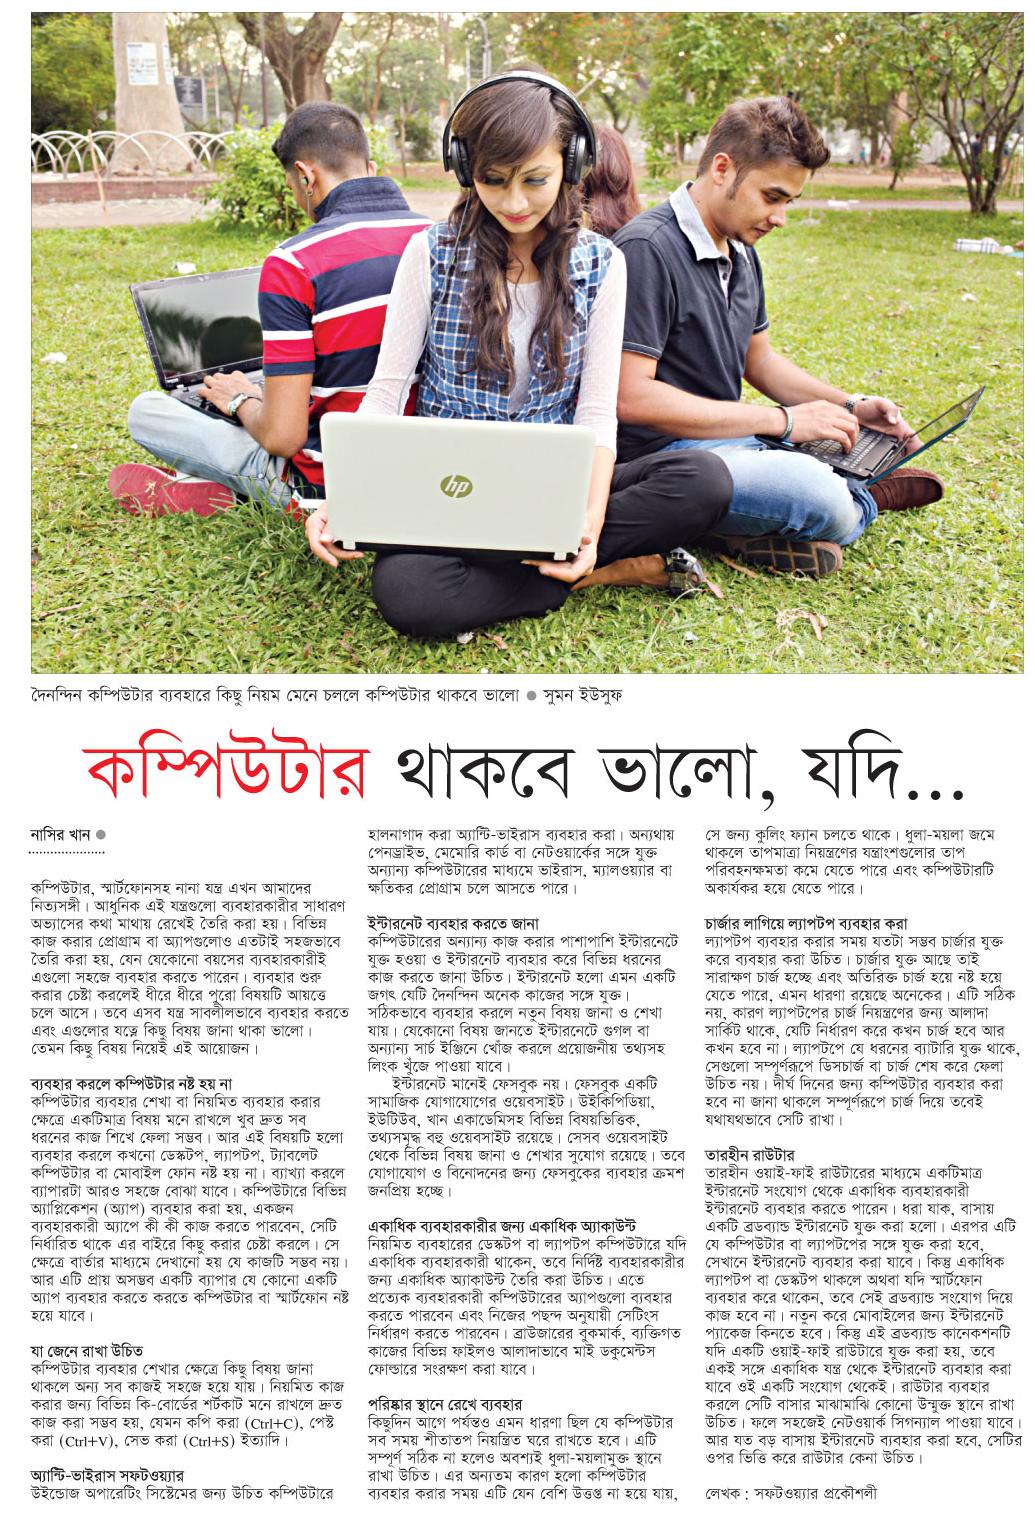 hp
দৈনন্দিন কম্পিউটার ব্যবহারে কিছু নিয়ম মেনে চললে কম্পিউটার থাকবে ভালো ● সুমন ইউসুফ
কম্পিউটার থাকবে ভালো, যদি...
নাসির খান ●
কম্পিউটার, স্মার্টফোনসহ নানা যন্ত্র এখন আমাদের
নিত্যসঙ্গী। আধুনিক এই যন্ত্রগুলো ব্যবহারকারীর সাধারণ
অভ্যাসের কথা মাথায় রেখেই তৈরি করা হয়। বিভিন্ন
কাজ করার প্রোগ্রাম বা অ্যাপগুলোও এতটাই সহজভাবে
তৈরি করা হয়, যেন যেকোনো বয়সের ব্যবহারকারীই
এগুলো সহজে ব্যবহার করতে পারেন। ব্যবহার শুরু
করার চেষ্টা করলেই ধীরে ধীরে পুরো বিষয়টি আয়ত্তে
চলে আসে। তবে এসব যন্ত্র সাবলীলভাবে ব্যবহার করতে
এবং এগুলোর যত্নে কিছু বিষয় জানা থাকা ভালো।
তেমন কিছু বিষয় নিয়েই এই আয়োজন।
ব্যবহার করলে কম্পিউটার নষ্ট হয় না
কম্পিউটার ব্যবহার শেখা বা নিয়মিত ব্যবহার করার
ক্ষেত্রে একটিমাত্র বিষয় মনে রাখলে খুব দ্রুত সব
ধরনের কাজ শিখে ফেলা সম্ভব। আর এই বিষয়টি হলো
ব্যবহার করলে কখনো ডেস্কটপ, ল্যাপটপ, ট্যাবলেট
কম্পিউটার বা মোবাইল ফোন নষ্ট হয় না। ব্যাখ্যা করলে
ব্যাপারটা আরও সহজে বোঝা যাবে। কম্পিউটারে বিভিন্ন
অ্যাপ্লিকেশন (অ্যাপ) ব্যবহার করা হয়, একজন
ব্যবহারকারী অ্যাপে কী কী কাজ করতে পারবেন, সেটি
নির্ধারিত থাকে এর বাইরে কিছু করার চেষ্টা করলে। সে
ক্ষেত্রে বার্তার মাধ্যমে দেখানো হয় যে কাজটি সম্ভব নয়।
আর এটি প্রায় অসম্ভব একটি ব্যাপার যে কোনো একটি
অ্যাপ ব্যবহার করতে করতে কম্পিউটার বা স্মার্টফোন নষ্ট
হয়ে যাবে।
যা জেনে রাখা উচিত
কম্পিউটার ব্যবহার শেখার ক্ষেত্রে কিছু বিষয় জানা
থাকলে অন্য সব কাজই সহজে হয়ে যায়। নিয়মিত কাজ
করার জন্য বিভিন্ন কি-বোর্ডের শর্টকাট মনে রাখলে দ্রুত
কাজ করা সম্ভব হয়, যেমন কপি করা (Ctrl+C), পেস্ট
করা (Ctrl+V), সেভ করা (Ctrl+S) ইত্যাদি।
অ্যান্টি-ভাইরাস সফটওয়্যার
উইন্ডোজ অপারেটিং সিস্টেমের জন্য উচিত কম্পিউটারে
হালনাগাদ করা অ্যান্টি-ভাইরাস ব্যবহার করা। অন্যথায়
পেনড্রাইভ, মেমোরি কার্ড বা নেটওয়ার্কের সঙ্গে যুক্ত
অন্যান্য কম্পিউটারের মাধ্যমে ভাইরাস, ম্যালওয়্যার বা
ক্ষতিকর প্রোগ্রাম চলে আসতে পারে।
ইন্টারনেট ব্যবহার করতে জানা
কম্পিউটারের অন্যান্য কাজ করার পাশাপাশি ইন্টারনেটে
যুক্ত হওয়া ও ইন্টারনেট ব্যবহার করে বিভিন্ন ধরনের
কাজ করতে জানা উচিত। ইন্টারনেট হলো এমন একটি
জগৎ যেটি দৈনন্দিন অনেক কাজের সঙ্গে যুক্ত।
সঠিকভাবে ব্যবহার করলে নতুন বিষয় জানা ও শেখা
যায়। যেকোনো বিষয় জানতে ইন্টারনেটে গুগল বা
অন্যান্য সার্চ ইঞ্জিনে খোঁজ করলে প্রয়োজনীয় তথ্যসহ
লিংক খুঁজে পাওয়া যাবে।
ইন্টারনেট মানেই ফেসবুক নয়। ফেসবুক একটি
সামাজিক যোগাযোগের ওয়েবসাইট। উইকিপিডিয়া,
ইউটিউব, খান একাডেমিসহ বিভিন্ন বিষয়ভিত্তিক,
তথ্যসমৃদ্ধ বহু ওয়েবসাইট রয়েছে। সেসব ওয়েবসাইট
থেকে বিভিন্ন বিষয় জানা ও শেখার সুযোগ রয়েছে। তবে
যোগাযোগ ও বিনোদনের জন্য ফেসবুকের ব্যবহার ক্রমশ
জনপ্রিয় হচ্ছে।
একাধিক ব্যবহারকারীর জন্য একাধিক অ্যাকাউন্ট
নিয়মিত ব্যবহারের ডেস্কটপ বা ল্যাপটপ কম্পিউটারে যদি
একাধিক ব্যবহারকারী থাকেন, তবে নির্দিষ্ট ব্যবহারকারীর
জন্য একাধিক অ্যাকাউন্ট তৈরি করা উচিত। এতে
প্রত্যেক ব্যবহারকারী কম্পিউটারের অ্যাপগুলো ব্যবহার
করতে পারবেন এবং নিজের পছন্দ অনুযায়ী সেটিংস
নির্ধারণ করতে পারবেন। ব্রাউজারের বুকমার্ক, ব্যক্তিগত
কাজের বিভিন্ন ফাইলও আলাদাভাবে মাই ডকুমেন্টস
ফোল্ডারে সংরক্ষণ করা যাবে।
পরিষ্কার স্থানে রেখে ব্যবহার
কিছুদিন আগে পর্যন্তও এমন ধারণা ছিল যে কম্পিউটার
সব সময় শীতাতপ নিয়ন্ত্রিত ঘরে রাখতে হবে। এটি
সম্পূর্ণ সঠিক না হলেও অবশ্যই ধুলা-ময়লামুক্ত স্থানে
রাখা উচিত। এর অন্যতম কারণ হলো কম্পিউটার
ব্যবহার করার সময় এটি যেন বেশি উত্তপ্ত না হয়ে যায়,
সে জন্য কুলিং ফ্যান চলতে থাকে। ধুলা-ময়লা জমে
থাকলে তাপমাত্রা নিয়ন্ত্রণের যন্ত্রাংশগুলোর তাপ
পরিবহনক্ষমতা কমে যেতে পারে এবং কম্পিউটারটি
অকার্যকর হয়ে যেতে পারে।
চার্জার লাগিয়ে ল্যাপটপ ব্যবহার করা
ল্যাপটপ ব্যবহার করার সময় যতটা সম্ভব চার্জার যুক্ত
করে ব্যবহার করা উচিত। চার্জার যুক্ত আছে তাই
সারাক্ষণ চার্জ হচ্ছে এবং অতিরিক্ত চার্জ হয়ে নষ্ট হয়ে
যেতে পারে, এমন ধারণা রয়েছে অনেকের। এটি সঠিক
নয়, কারণ ল্যাপটপের চার্জ নিয়ন্ত্রণের জন্য আলাদা
সার্কিট থাকে, যেটি নির্ধারণ করে কখন চার্জ হবে আর
কখন হবে না। ল্যাপটপে যে ধরনের ব্যাটারি যুক্ত থাকে,
সেগুলো সম্পূর্ণরূপে ডিসচার্জ বা চার্জ শেষ করে ফেলা
উচিত নয়। দীর্ঘ দিনের জন্য কম্পিউটার ব্যবহার করা
হবে না জানা থাকলে সম্পূর্ণরূপে চার্জ দিয়ে তবেই
যথাযথভাবে সেটি রাখা।
তারহীন রাউটার
তারহীন ওয়াই-ফাই রাউটারের মাধ্যমে একটিমাত্র
ইন্টারনেট সংযোগ থেকে একাধিক ব্যবহারকারী
ইন্টারনেট ব্যবহার করতে পারেন। ধরা যাক, বাসায়
একটি ব্রডব্যান্ড ইন্টারনেট যুক্ত করা হলো। এরপর এটি
যে কম্পিউটার বা ল্যাপটপের সঙ্গে যুক্ত করা হবে,
সেখানে ইন্টারনেট ব্যবহার করা যাবে। কিন্তু একাধিক
ল্যাপটপ বা ডেস্কটপ থাকলে অথবা যদি স্মার্টফোন
ব্যবহার করে থাকেন, তবে সেই ব্রডব্যান্ড সংযোগ দিয়ে
কাজ হবে না। নতুন করে মোবাইলের জন্য ইন্টারনেট
প্যাকেজ কিনতে হবে। কিন্তু এই ব্রডব্যান্ড কানেকশনটি
যদি একটি ওয়াই-ফাই রাউটারে যুক্ত করা হয়, তবে
একই সঙ্গে একাধিক যন্ত্র থেকে ইন্টারনেট ব্যবহার করা
যাবে ওই একটি সংযোগ থেকেই। রাউটার ব্যবহার
করলে সেটি বাসার মাঝামাঝি কোনো উন্মুক্ত স্থানে রাখা
উচিত। ফলে সহজেই নেটওয়ার্ক সিগন্যাল পাওয়া যাবে।
আর যত বড় বাসায় ইন্টারনেট ব্যবহার করা হবে, সেটির
ওপর ভিত্তি করে রাউটার কেনা উচিত।
লেখক : সফটওয়্যার প্রকৌশলী